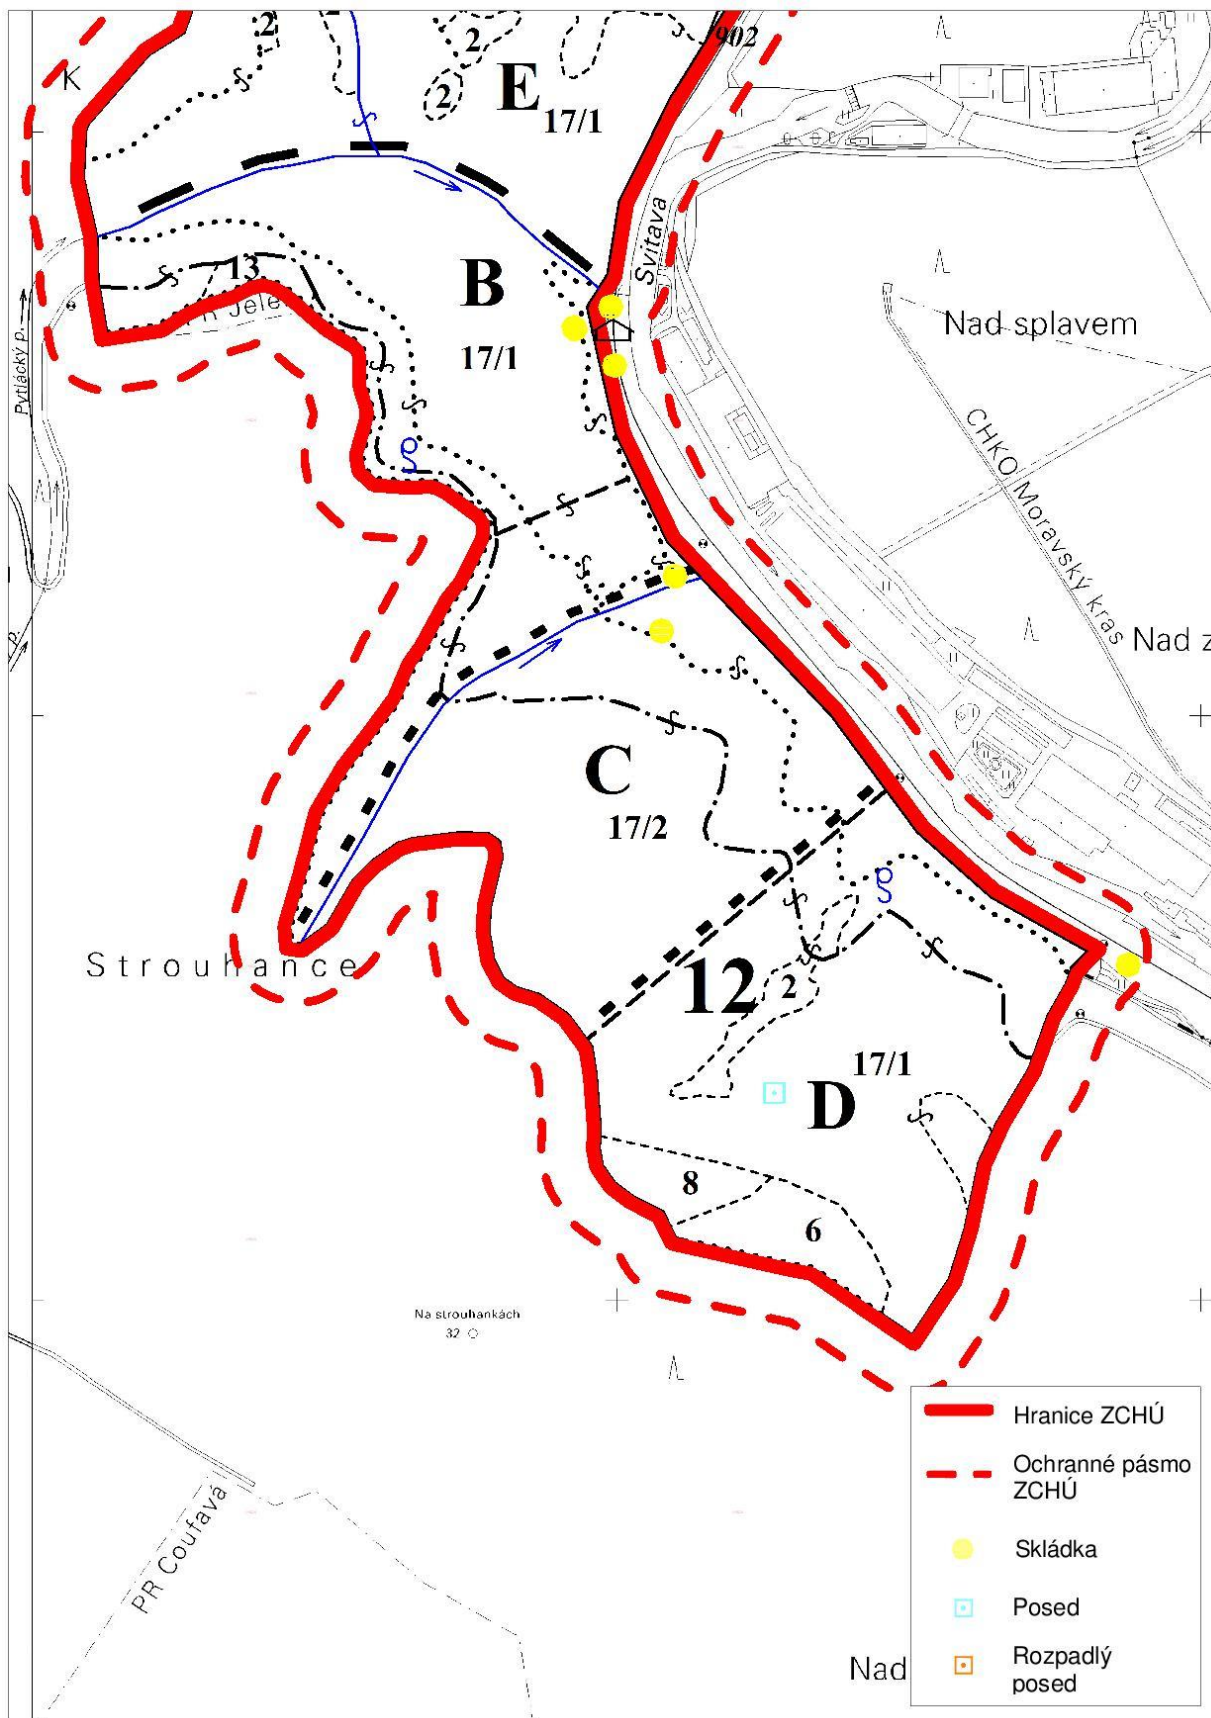 2
2
902
K
2
E
17/1
Svitava
13
PR Jele
B
Nad splavem
17/1
Pytlácký p.
CHKO Moravský kras
p.
Nad z
C
17/2
Strouhance
12
2
17/1
D
8
6
Na strouhankách
32
Hranice ZCHÚ
Ochranné pásmo
ZCHÚ
PR Coufavá
Skládka
Posed
Nad
Rozpadlý
posed